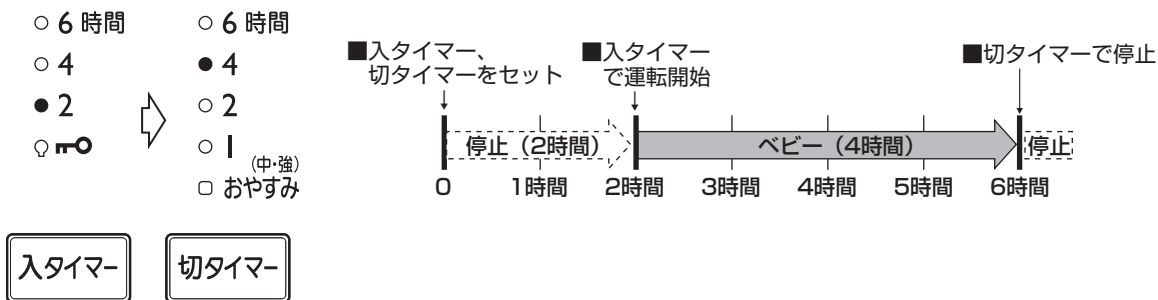 6時間
4
2
6時間
4
2
1
(中・強)
おやすみ
入タイマー
切タイマー
■入タイマー、
切タイマーをセット
■入タイマー
で運転開始
■切タイマーで停止
停止（2時間）
ベビー（4時間）
停止
0 1時間 2時間 3時間 4時間 5時間 6時間